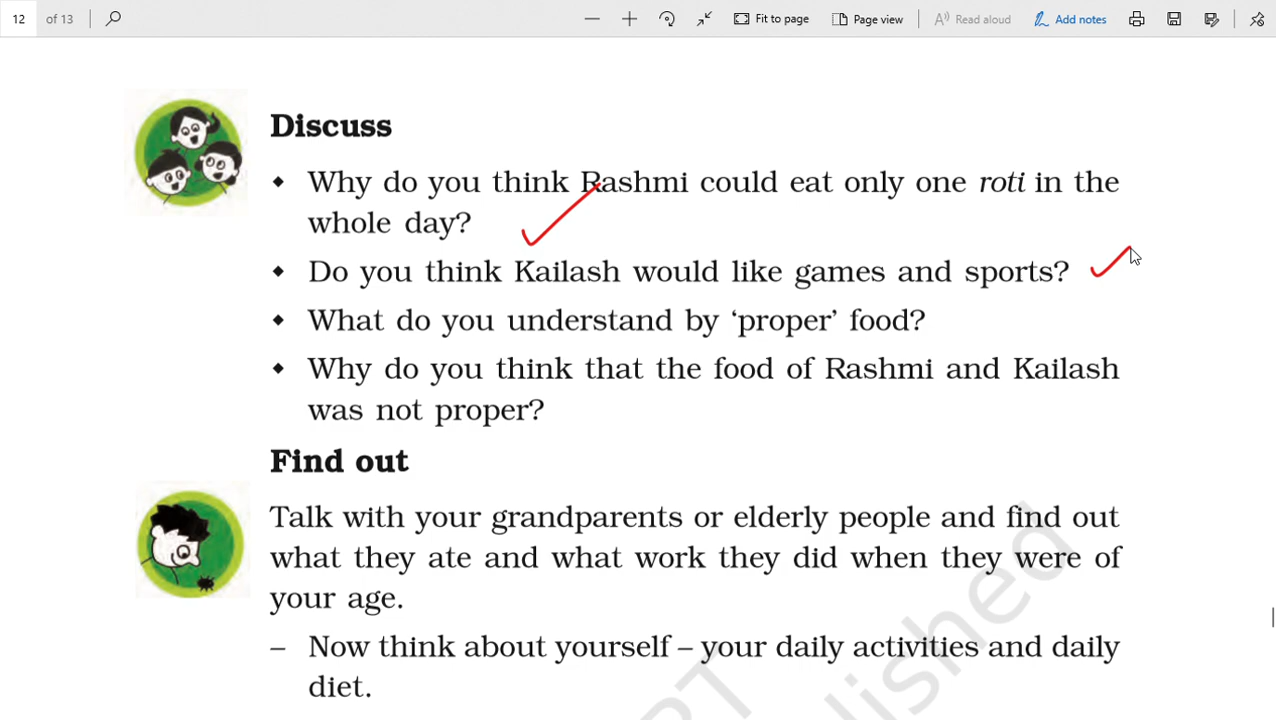 12 of 13 Fit to page Page view Read aloud Add notes
Discuss
◆ Why do you think Rashmi could eat only one roti in the
whole day?
◆ Do you think Kailash would like games and sports?
◆ What do you understand by ‘proper’ food?
◆ Why do you think that the food of Rashmi and Kailash
was not proper?
Find out
Talk with your grandparents or elderly people and find out
what they ate and what work they did when they were of
your age.
– Now think about yourself – your daily activities and daily
diet.